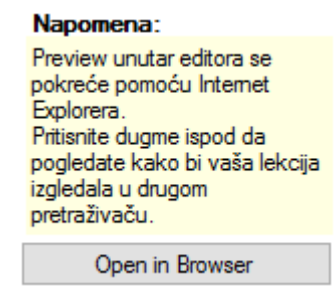 Napomena:
Preview unutar editora se
pokreće pomoću Internet
Explorera.
Pritisnite dugme ispod da
pogledate kako bi vaša lekcija
izgledala u drugom
pretraživaču.
Open in Browser